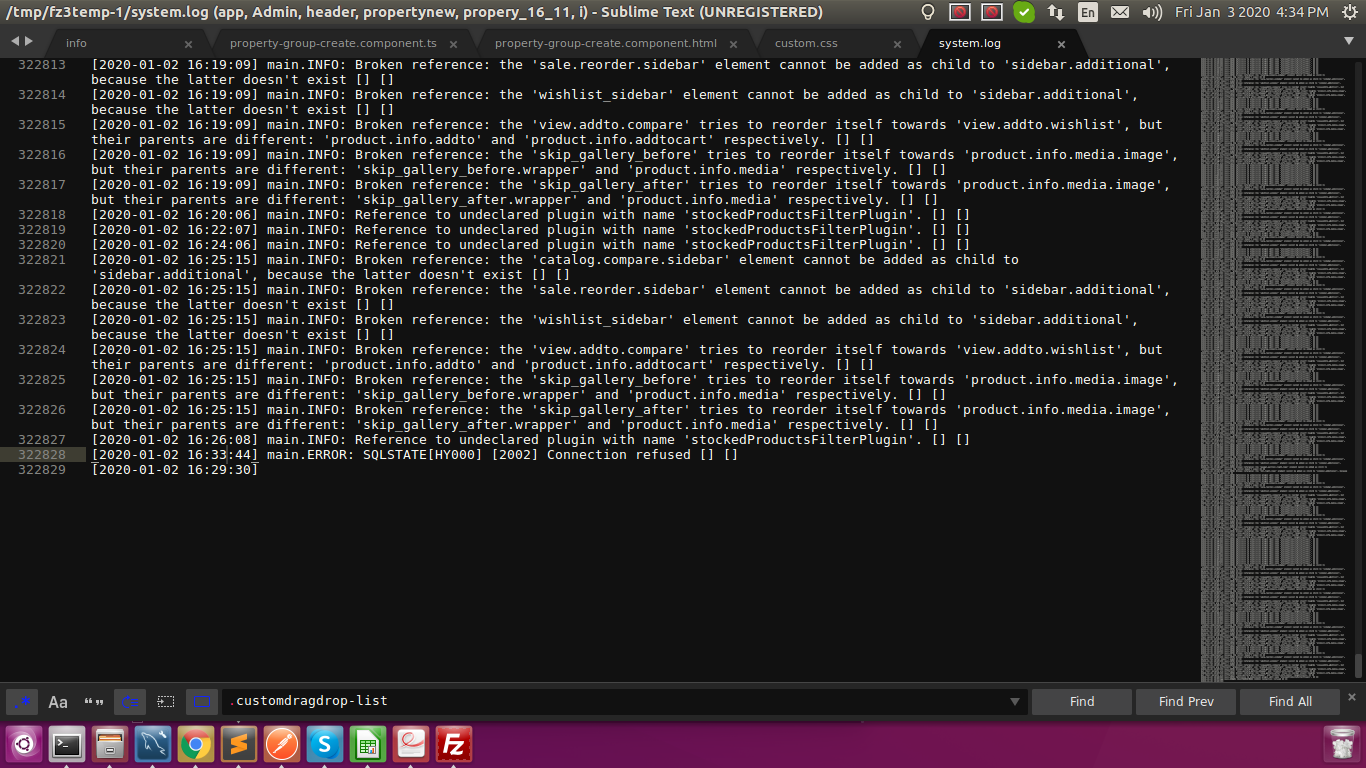 /tmp/fz3temp-1/system.log (app, Admin, header, propertynew, propery_16_11, i) - Sublime Text (UNREGISTERED)
En
Fri Jan 3 2020 4:34 PM
info
property-group-create.component.ts
property-group-create.component.html
custom.css
system.log
322813 [2020-01-02 16:19:09] main.INFO: Broken reference: the 'sale.reorder.sidebar' element cannot be added as child to 'sidebar.additional',
because the latter doesn't exist [] []
322814 [2020-01-02 16:19:09] main.INFO: Broken reference: the 'wishlist_sidebar' element cannot be added as child to 'sidebar.additional',
because the latter doesn't exist [] []
322815 [2020-01-02 16:19:09] main.INFO: Broken reference: the 'view.addto.compare' tries to reorder itself towards 'view.addto.wishlist', but
their parents are different: 'product.info.addto' and 'product.info.addtocart' respectively. [] []
322816 [2020-01-02 16:19:09] main.INFO: Broken reference: the 'skip_gallery_before' tries to reorder itself towards 'product.info.media.image',
but their parents are different: 'skip_gallery_before.wrapper' and 'product.info.media' respectively. [] []
322817 [2020-01-02 16:19:09] main.INFO: Broken reference: the 'skip_gallery_after' tries to reorder itself towards 'product.info.media.image',
but their parents are different: 'skip_gallery_after.wrapper' and 'product.info.media' respectively. [] []
322818 [2020-01-02 16:20:06] main.INFO: Reference to undeclared plugin with name 'stockedProductsFilterPlugin'. [] []
322819 [2020-01-02 16:22:07] main.INFO: Reference to undeclared plugin with name 'stockedProductsFilterPlugin'. [] []
322820 [2020-01-02 16:24:06] main.INFO: Reference to undeclared plugin with name 'stockedProductsFilterPlugin'. [] []
322821 [2020-01-02 16:25:15] main.INFO: Broken reference: the 'catalog.compare.sidebar' element cannot be added as child to
'sidebar.additional', because the latter doesn't exist [] []
322822 [2020-01-02 16:25:15] main.INFO: Broken reference: the 'sale.reorder.sidebar' element cannot be added as child to 'sidebar.additional',
because the latter doesn't exist [] []
322823 [2020-01-02 16:25:15] main.INFO: Broken reference: the 'wishlist_sidebar' element cannot be added as child to 'sidebar.additional',
because the latter doesn't exist [] []
322824 [2020-01-02 16:25:15] main.INFO: Broken reference: the 'view.addto.compare' tries to reorder itself towards 'view.addto.wishlist', but
their parents are different: 'product.info.addto' and 'product.info.addtocart' respectively. [] []
322825 [2020-01-02 16:25:15] main.INFO: Broken reference: the 'skip_gallery_before' tries to reorder itself towards 'product.info.media.image',
but their parents are different: 'skip_gallery_before.wrapper' and 'product.info.media' respectively. [] []
322826 [2020-01-02 16:25:15] main.INFO: Broken reference: the 'skip_gallery_after' tries to reorder itself towards 'product.info.media.image',
but their parents are different: 'skip_gallery_after.wrapper' and 'product.info.media' respectively. [] []
322827 [2020-01-02 16:26:08] main.INFO: Reference to undeclared plugin with name 'stockedProductsFilterPlugin'. [] []
322828 [2020-01-02 16:33:44] main.ERROR: SQLSTATE[HY000] [2002] Connection refused [] []
322829 [2020-01-02 16:29:30]
.* Aa “” .customdragdrop-list Find Find Prev Find All